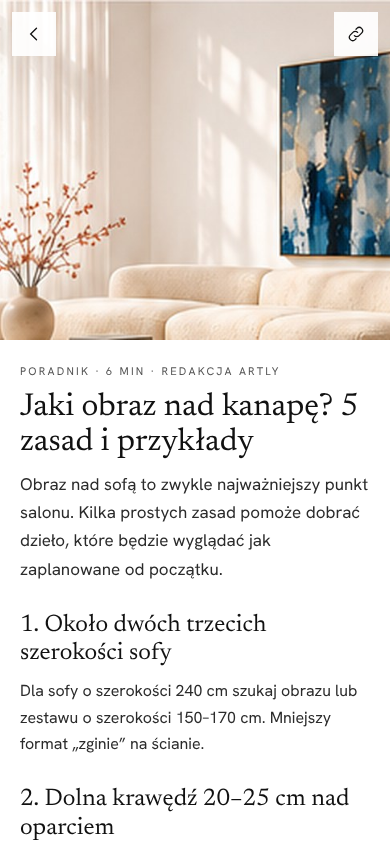 PORADNIK · 6 MIN · REDAKCJA ARTLY
Jaki obraz nad kanapę? 5
zasad i przykłady
Obraz nad sofą to zwykle najważniejszy punkt
salonu. Kilka prostych zasad pomoże dobrać
dzieło, które będzie wyglądać jak
zaplanowane od początku.
1. Około dwóch trzecich
szerokości sofy
Dla sofy o szerokości 240 cm szukaj obrazu lub
zestawu o szerokości 150–170 cm. Mniejszy
format „zginie” na ścianie.
2. Dolna krawędź 20–25 cm nad
oparciem